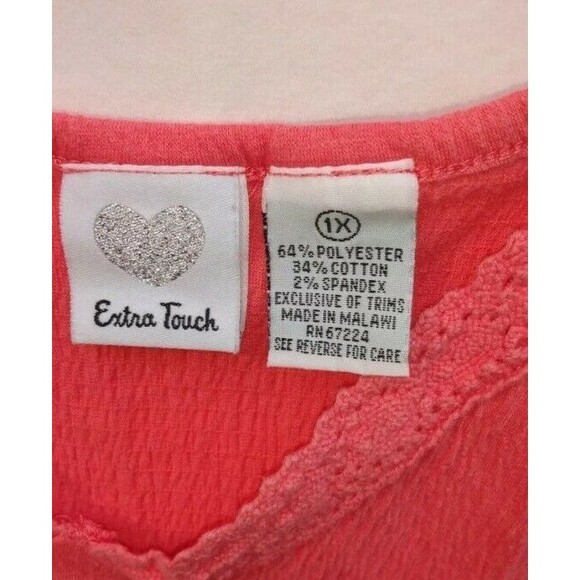 Extra Touch
1X
64% POLYESTER
34% COTTON
2% SPANDEX
EXCLUSIVE OF TRIMS
MADE IN MALAWI
RN 67224
SEE REVERSE FOR CARE